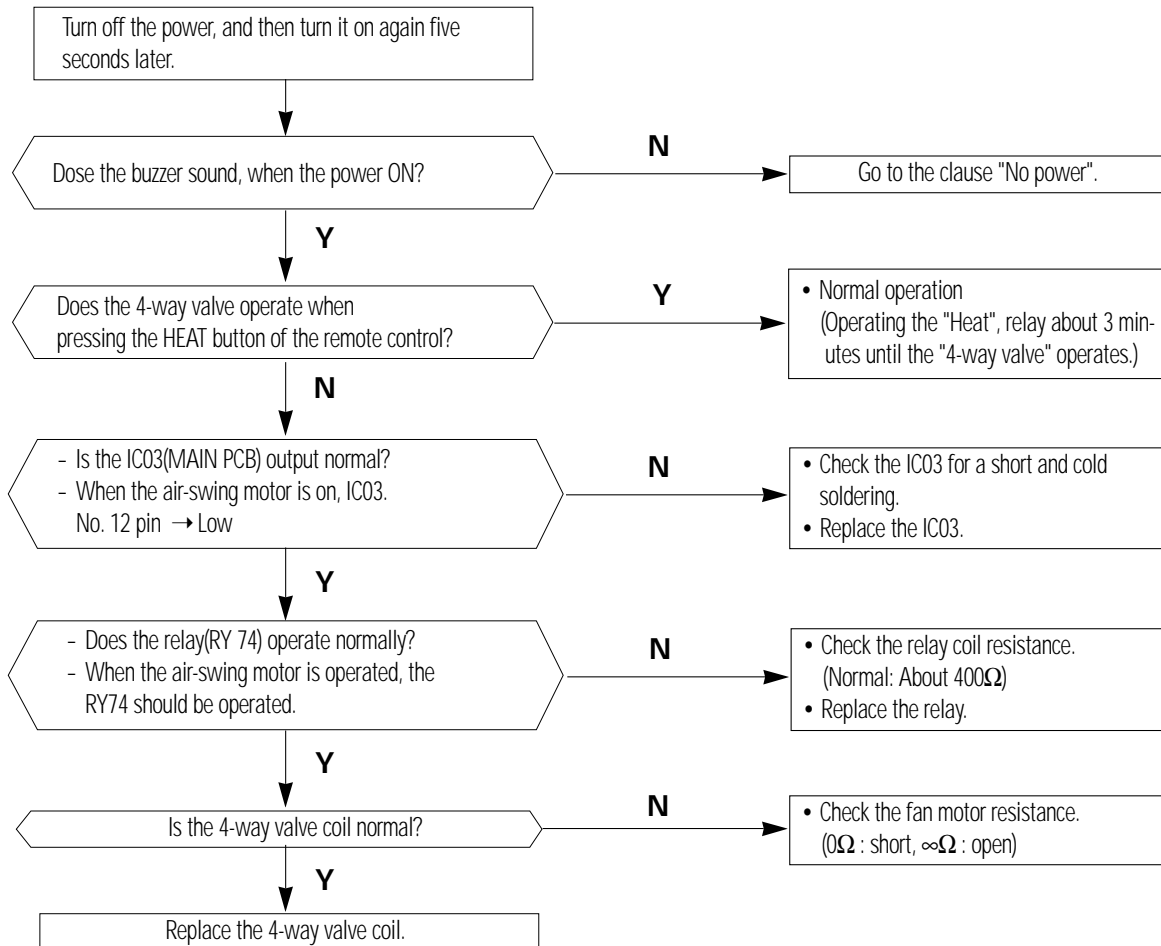 Turn off the power, and then turn it on again five
seconds later.
Dose the buzzer sound, when the power ON?
N
Go to the clause "No power".
Y
Does the 4-way valve operate when
pressing the HEAT button of the remote control?
Y
• Normal operation
(Operating the "Heat", relay about 3 min-
utes until the "4-way valve" operates.)
N
- Is the IC03(MAIN PCB) output normal?
- When the air-swing motor is on, IC03.
No. 12 pin → Low
N
• Check the IC03 for a short and cold
soldering.
• Replace the IC03.
Y
- Does the relay(RY 74) operate normally?
- When the air-swing motor is operated, the
RY74 should be operated.
N
• Check the relay coil resistance.
(Normal: About 400Ω)
• Replace the relay.
Y
Is the 4-way valve coil normal?
N
• Check the fan motor resistance.
(0Ω : short, ∞Ω : open)
Y
Replace the 4-way valve coil.